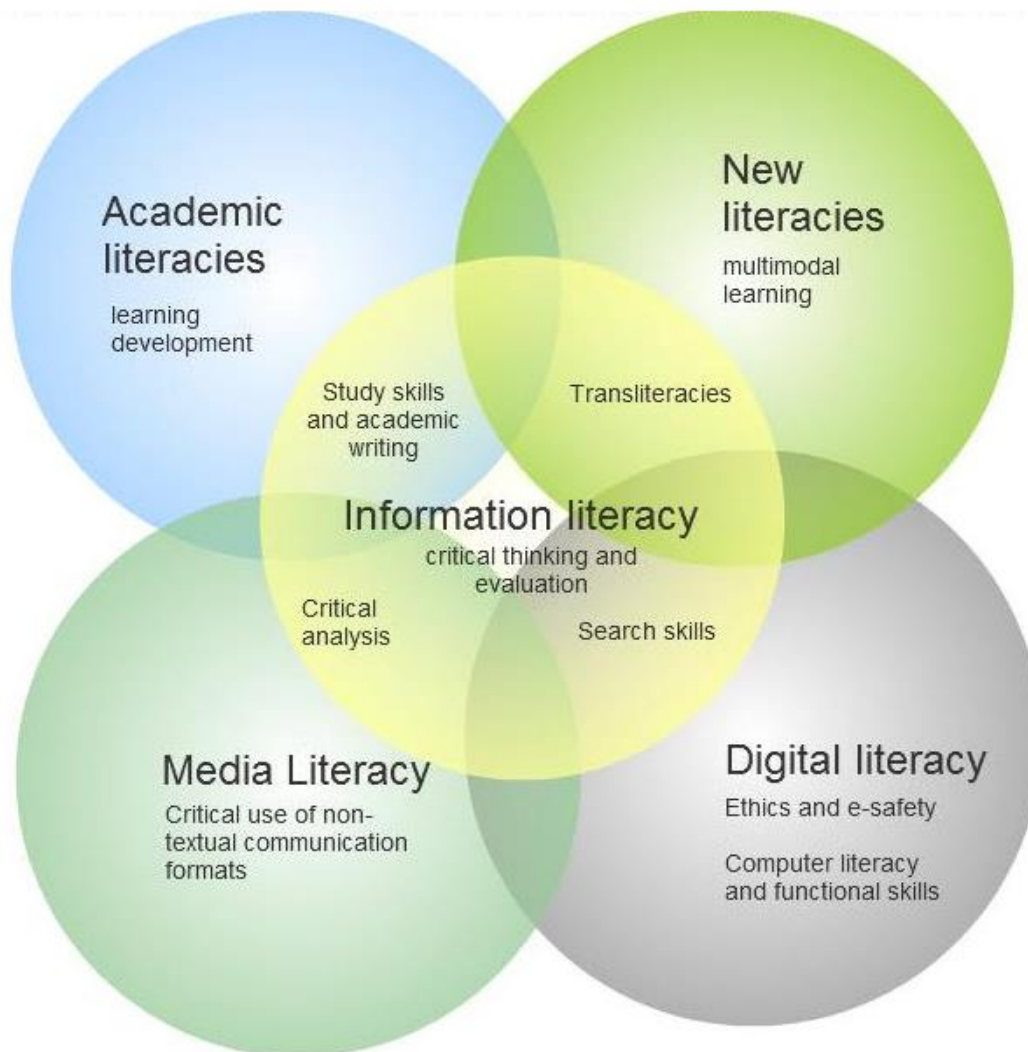 Academic
literacies
learning
development
New
literacies
multimodal
learning
Study skills
and academic
writing
Transliteracies
Information literacy
critical thinking and
evaluation
Critical
analysis
Search skills
Media Literacy
Critical use of non-
textual communication
formats
Digital literacy
Ethics and e-safety
Computer literacy
and functional skills